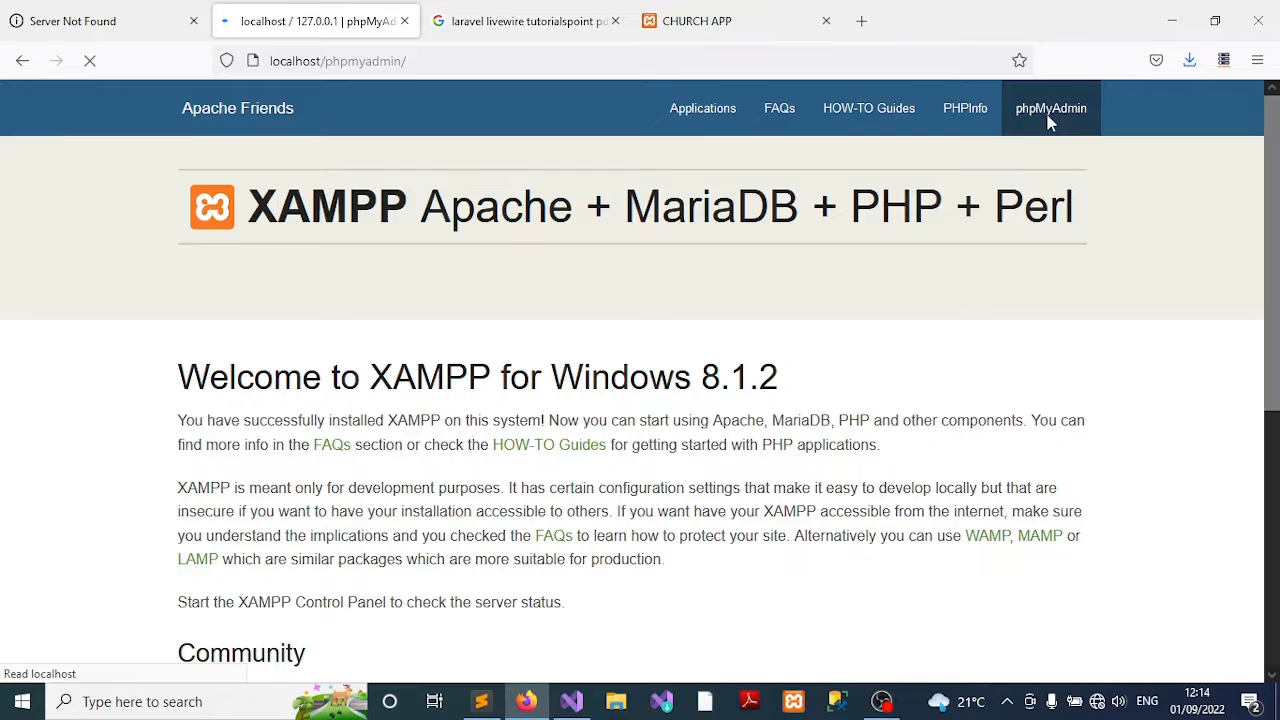 Server Not Found
localhost / 127.0.0.1 | phpMyAd
laravel livewire tutorialspoint pd
CHURCH APP
localhost/phpmyadmin/
Apache Friends
Applications
FAQs
HOW-TO Guides
PHPInfo
phpMyAdmin
XAMPP Apache + MariaDB + PHP + Perl
Welcome to XAMPP for Windows 8.1.2
You have successfully installed XAMPP on this system! Now you can start using Apache, MariaDB, PHP and other components. You can
find more info in the FAQs section or check the HOW-TO Guides for getting started with PHP applications.
XAMPP is meant only for development purposes. It has certain configuration settings that make it easy to develop locally but that are
insecure if you want to have your installation accessible to others. If you want have your XAMPP accessible from the internet, make sure
you understand the implications and you checked the FAQs to learn how to protect your site. Alternatively you can use WAMP, MAMP or
LAMP which are similar packages which are more suitable for production.
Start the XAMPP Control Panel to check the server status.
Community
Read localhost
Type here to search
21°C
ENG
12:14
01/09/2022
2